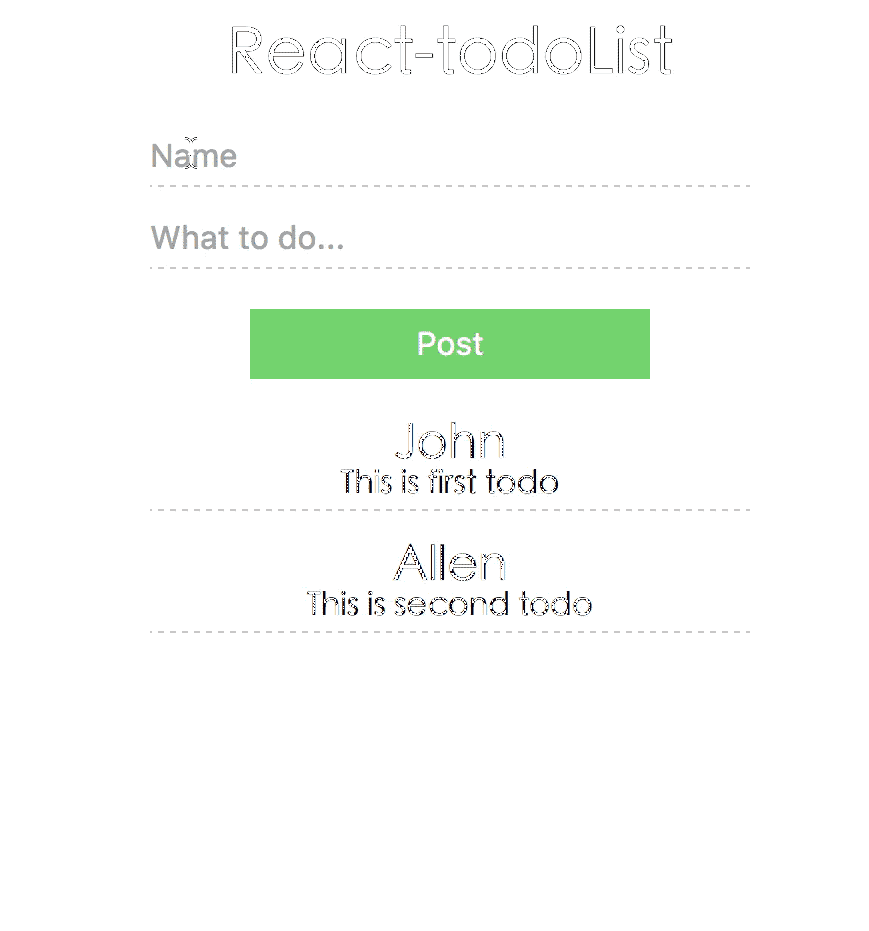 React-todoList
Name
What to do...
Post
John
This is first todo
Allen
This is second todo